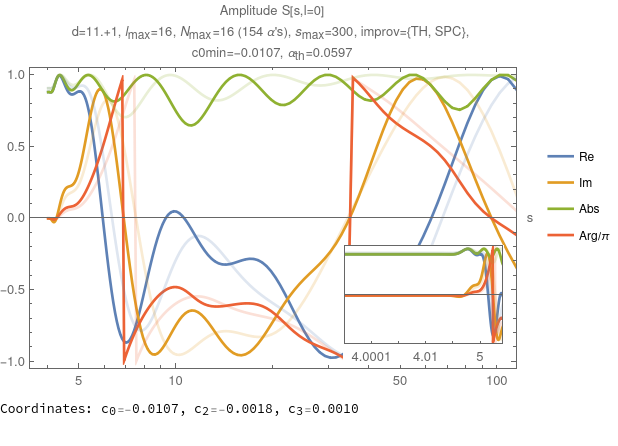 Amplitude S[s,l=0]
d=11.+1, lmax=16, Nmax=16 (154 α's), smax=300, improv={TH, SPC},
c0min=-0.0107, αth=0.0597
1.0
0.5
0.0
-0.5
-1.0
s
Re
Im
Abs
Arg/π
4.0001 4.01 5
5 10 50 100
Coordinates: c0=-0.0107, c2=-0.0018, c3=0.0010